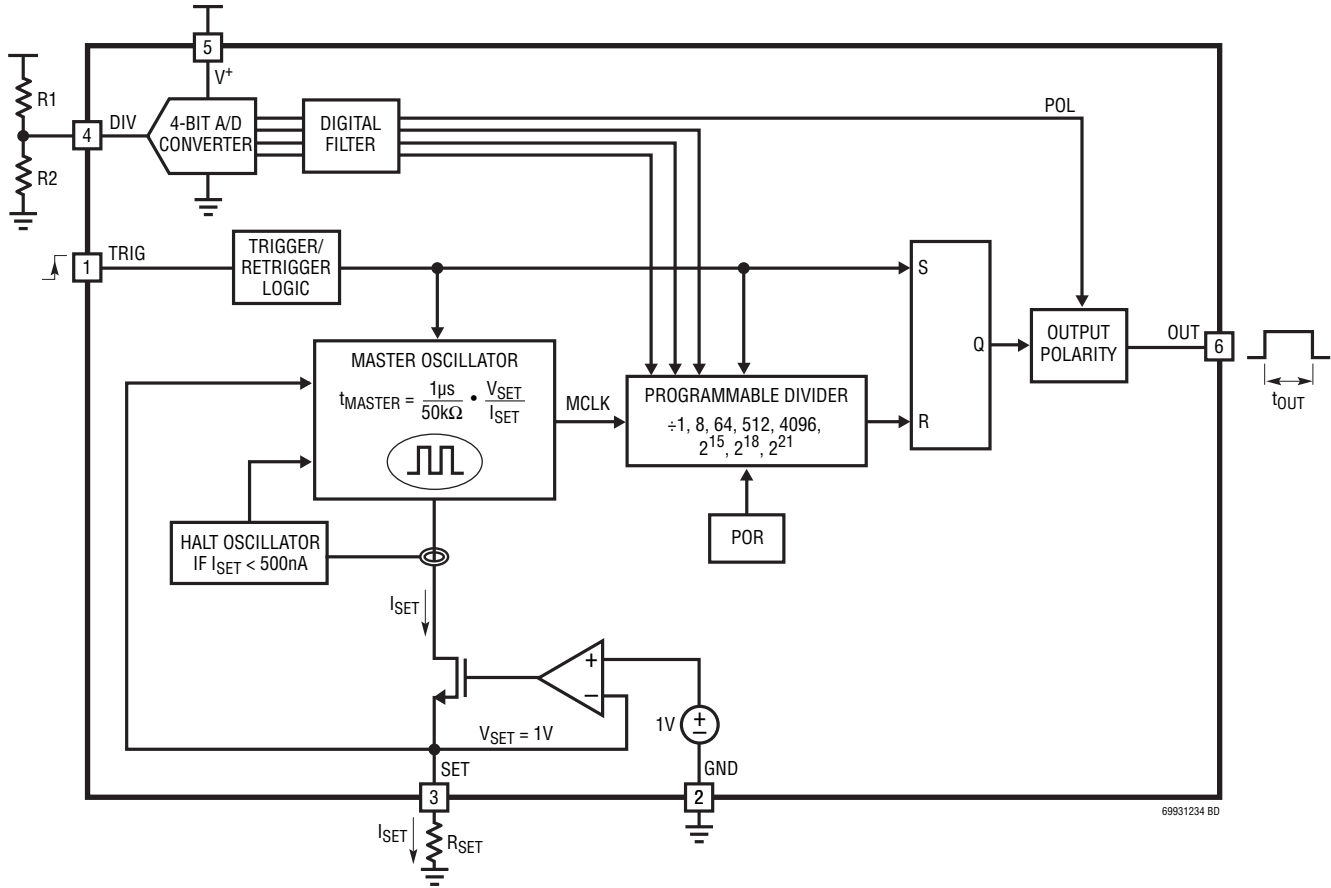 5
V+
R1
4
DIV
4-BIT A/D
CONVERTER
DIGITAL
FILTER
POL
R2
1
TRIG
TRIGGER/
RETRIGGER
LOGIC
S
Q
R
OUTPUT
POLARITY
OUT
6
tOUT
MASTER OSCILLATOR
tMASTER = 1µs/50kΩ • VSET/ISET
MCLK
PROGRAMMABLE DIVIDER
÷1, 8, 64, 512, 4096,
2^15, 2^18, 2^21
POR
HALT OSCILLATOR
IF ISET < 500nA
ISET
+
−
1V
+
−
VSET = 1V
SET
GND
3
2
ISET
RSET
69931234 BD